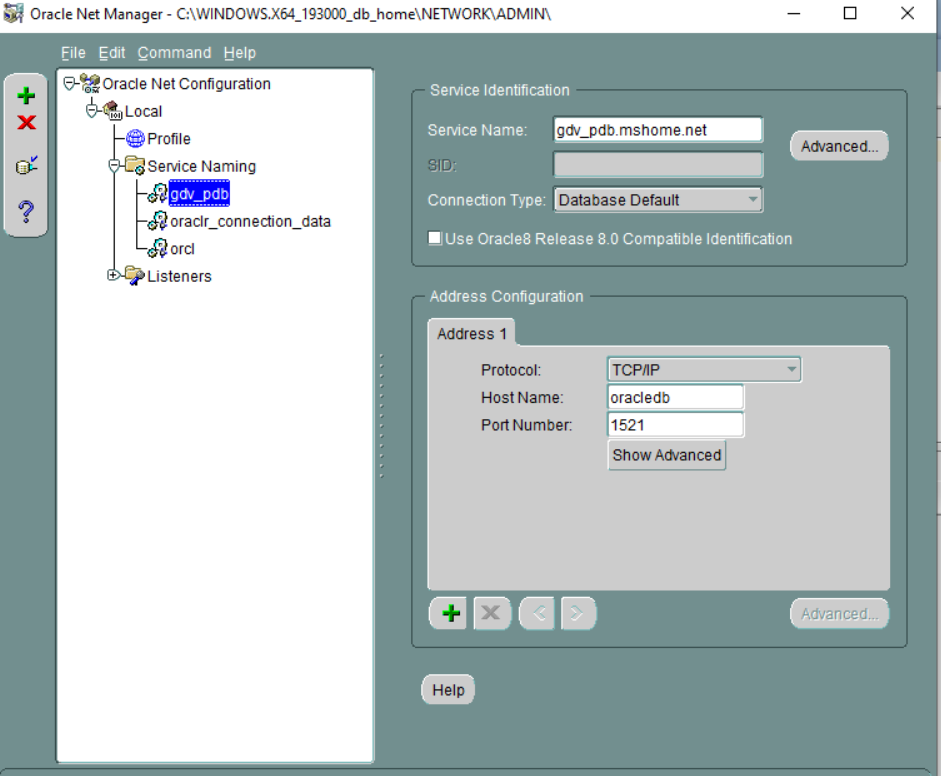 Oracle Net Manager - C:\WINDOWS.X64_193000_db_home\NETWORK\ADMIN\
File Edit Command Help
Oracle Net Configuration
Local
Profile
Service Naming
gdv_pdb
oraclr_connection_data
orcl
Listeners
Service Identification
Service Name: gdv_pdb.mshome.net
Advanced...
SID:
Connection Type: Database Default
Use Oracle8 Release 8.0 Compatible Identification
Address Configuration
Address 1
Protocol: TCP/IP
Host Name: oracledb
Port Number: 1521
Show Advanced
Advanced...
Help